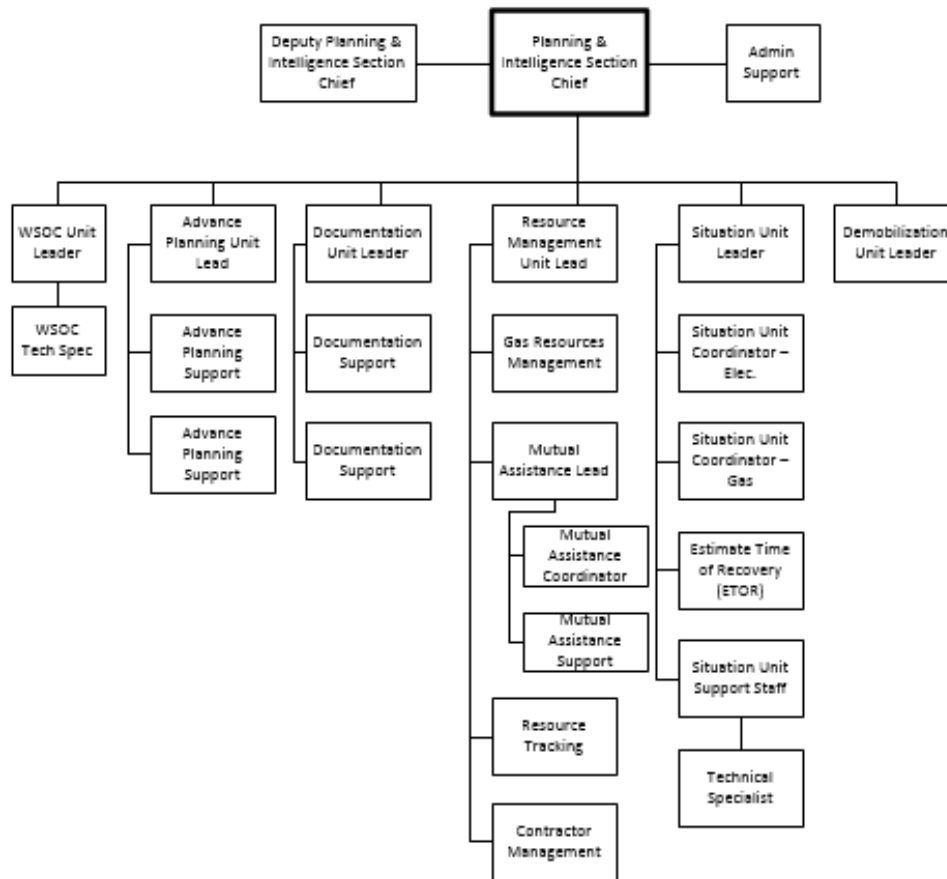 Deputy Planning &
Intelligence Section
Chief
Planning &
Intelligence Section
Chief
Admin
Support
WSOC Unit
Leader
Advance
Planning Unit
Lead
Documentation
Unit Leader
Resource
Management
Unit Lead
Situation Unit
Leader
Demobilization
Unit Leader
WSOC
Tech Spec
Advance
Planning
Support
Documentation
Support
Gas Resources
Management
Situation Unit
Coordinator –
Elec.
Advance
Planning
Support
Documentation
Support
Mutual
Assistance Lead
Situation Unit
Coordinator –
Gas
Mutual
Assistance
Coordinator
Estimate Time
of Recovery
(ETOR)
Mutual
Assistance
Support
Situation Unit
Support Staff
Resource
Tracking
Technical
Specialist
Contractor
Management